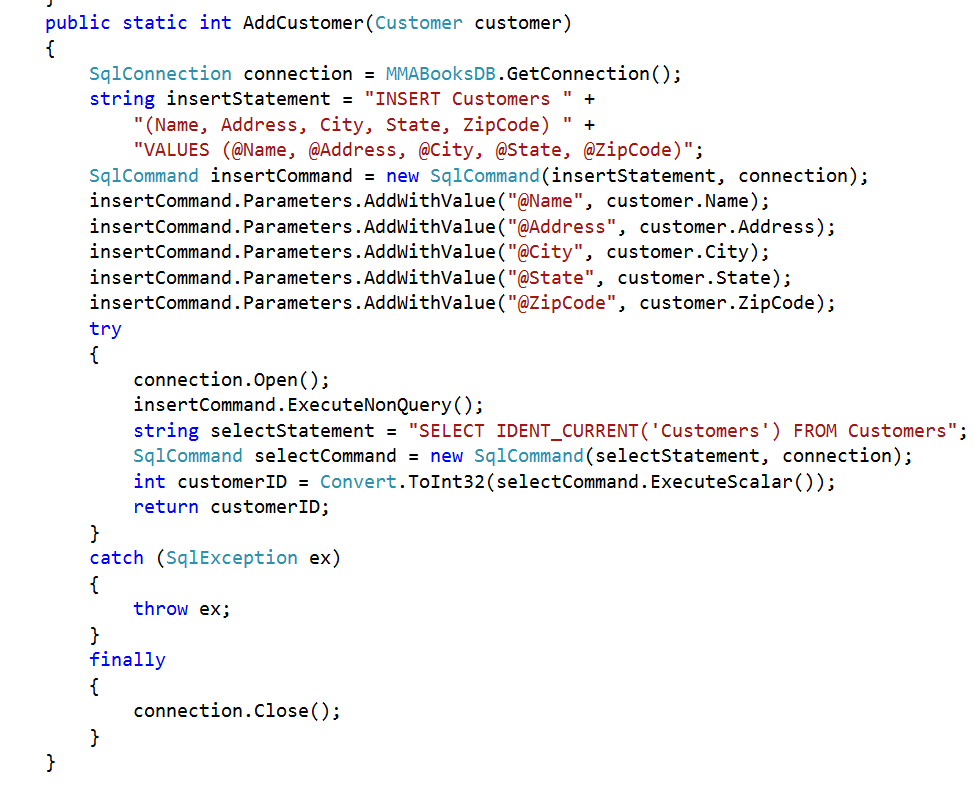 }
public static int AddCustomer(Customer customer)
{
    SqlConnection connection = MMABooksDB.GetConnection();
    string insertStatement = "INSERT Customers " +
        "(Name, Address, City, State, ZipCode) " +
        "VALUES (@Name, @Address, @City, @State, @ZipCode)";
    SqlCommand insertCommand = new SqlCommand(insertStatement, connection);
    insertCommand.Parameters.AddWithValue("@Name", customer.Name);
    insertCommand.Parameters.AddWithValue("@Address", customer.Address);
    insertCommand.Parameters.AddWithValue("@City", customer.City);
    insertCommand.Parameters.AddWithValue("@State", customer.State);
    insertCommand.Parameters.AddWithValue("@ZipCode", customer.ZipCode);
    try
    {
        connection.Open();
        insertCommand.ExecuteNonQuery();
        string selectStatement = "SELECT IDENT_CURRENT('Customers') FROM Customers";
        SqlCommand selectCommand = new SqlCommand(selectStatement, connection);
        int customerID = Convert.ToInt32(selectCommand.ExecuteScalar());
        return customerID;
    }
    catch (SqlException ex)
    {
        throw ex;
    }
    finally
    {
        connection.Close();
    }
}